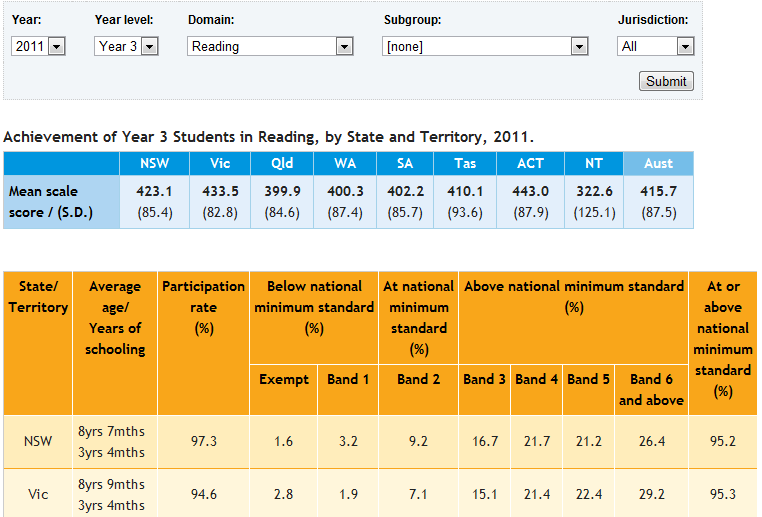 Year: Year level: Domain: Subgroup: Jurisdiction:
2011 Year 3 Reading [none] All
Submit
Achievement of Year 3 Students in Reading, by State and Territory, 2011.
NSW Vic Qld WA SA Tas ACT NT Aust
Mean scale 423.1 433.5 399.9 400.3 402.2 410.1 443.0 322.6 415.7
score / (S.D.) (85.4) (82.8) (84.6) (87.4) (85.7) (93.6) (87.9) (125.1) (87.5)
State/ Average Participation Below national At national Above national minimum standard At or
Territory age/ rate minimum standard minimum (%) above
Years of (%) (%) standard national
schooling (%) minimum
Exempt Band 1 Band 2 Band 3 Band 4 Band 5 Band 6 standard
and above (%)
NSW 8yrs 7mths 97.3 1.6 3.2 9.2 16.7 21.7 21.2 26.4 95.2
3yrs 4mths
Vic 8yrs 9mths 94.6 2.8 1.9 7.1 15.1 21.4 22.4 29.2 95.3
3yrs 4mths